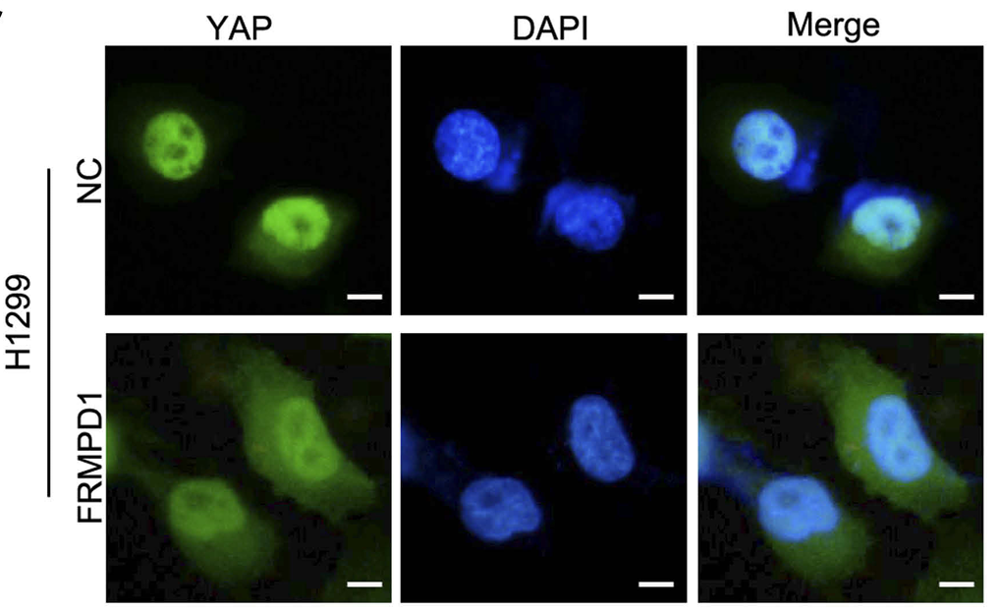 YAP DAPI Merge
NC
H1299
FRMPD1